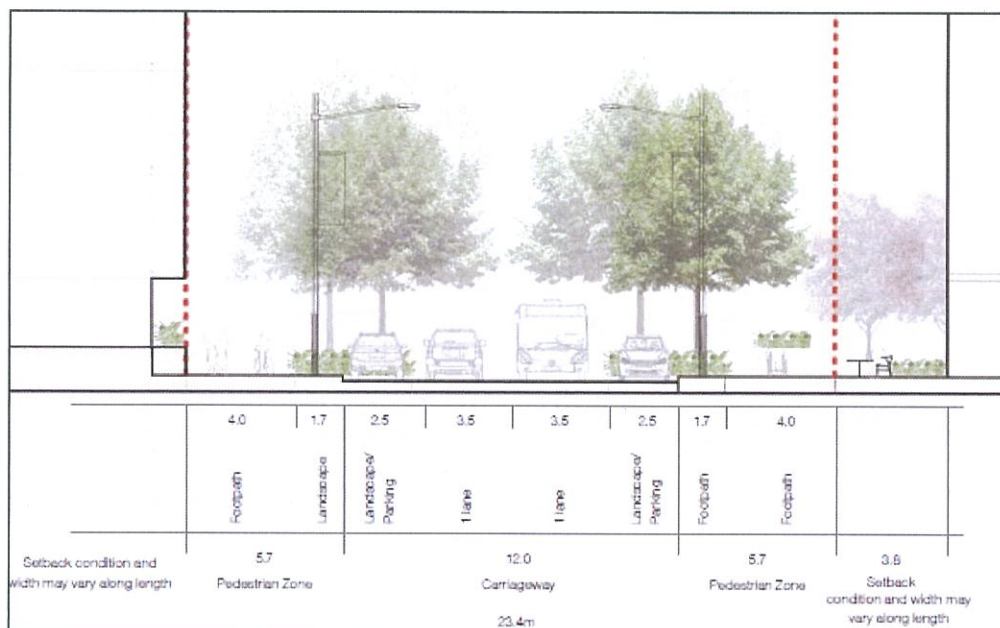 4.0 1.7 2.5 3.5 3.5 2.5 1.7 4.0
Footpath
Landscape
Landscape/
Parking
1 lane
1 lane
Landscape/
Parking
Footpath
Footpath
5.7 12.0 5.7 3.8
Setback condition and
width may vary along length
Pedestrian Zone
Carriageway
Pedestrian Zone
Setback
condition and width may
vary along length
23.4m